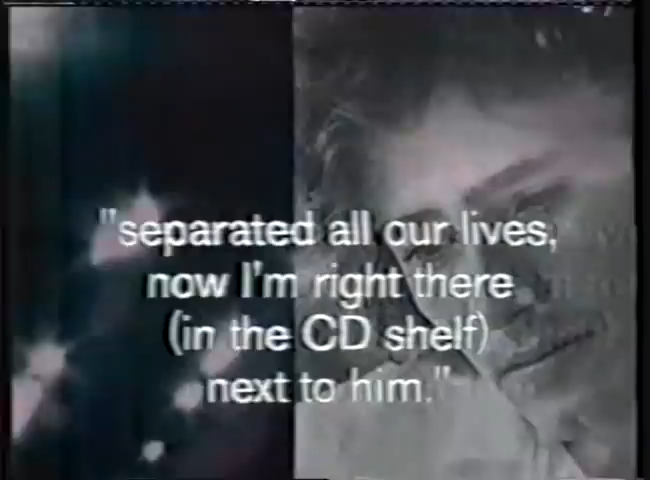 "separated all our lives,
now I'm right there
(in the CD shelf)
next to him."